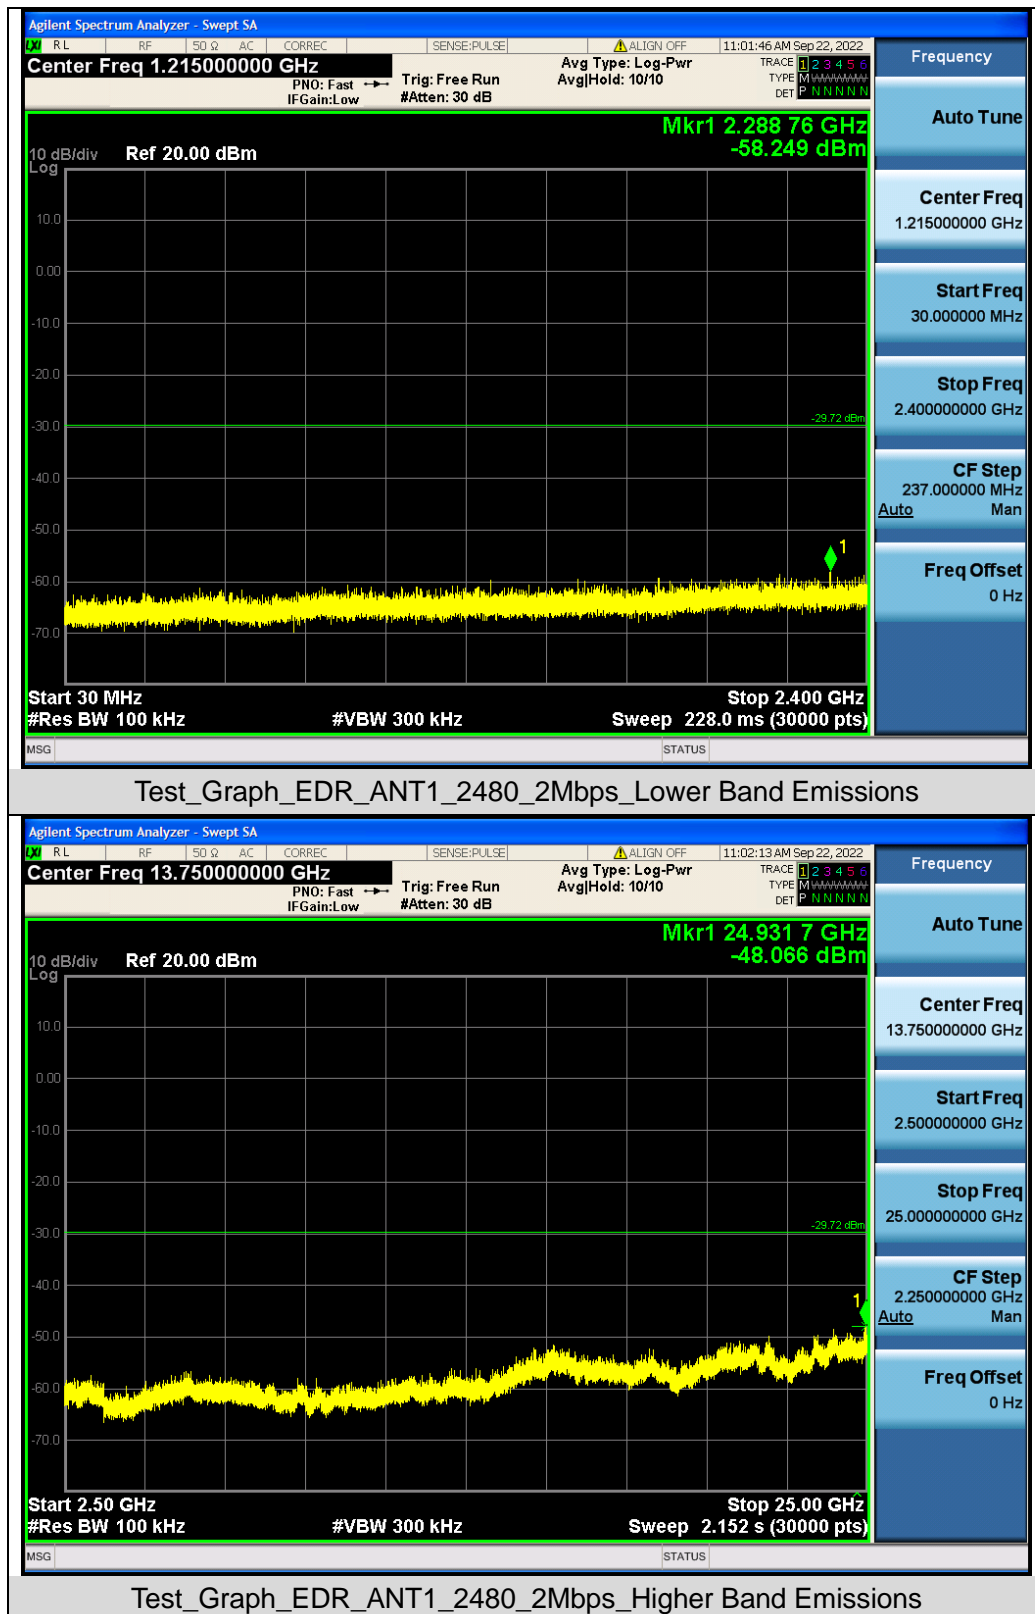 Agilent Spectrum Analyzer - Swept SA
LXI RL RF 50 Ω AC CORREC SENSE:PULSE ALIGN OFF 11:01:46 AM Sep 22, 2022
Center Freq 1.215000000 GHz
PNO: Fast
IFGain:Low
Trig: Free Run
#Atten: 30 dB
Avg Type: Log-Pwr
Avg|Hold: 10/10
TRACE 1 2 3 4 5 6
TYPE M WWWWW
DET P N N N N N
Mkr1 2.288 76 GHz
-58.249 dBm
10 dB/div Ref 20.00 dBm
Log
10.0
0.00
-10.0
-20.0
-29.72 dBm
-30.0
-40.0
-50.0
1
-60.0
-70.0
Start 30 MHz Stop 2.400 GHz
#Res BW 100 kHz #VBW 300 kHz Sweep 228.0 ms (30000 pts)
MSG STATUS
Frequency
Auto Tune
Center Freq
1.215000000 GHz
Start Freq
30.000000 MHz
Stop Freq
2.400000000 GHz
CF Step
237.000000 MHz
Auto Man
Freq Offset
0 Hz
Test_Graph_EDR_ANT1_2480_2Mbps_Lower Band Emissions
Agilent Spectrum Analyzer - Swept SA
LXI RL RF 50 Ω AC CORREC SENSE:PULSE ALIGN OFF 11:02:13 AM Sep 22, 2022
Center Freq 13.750000000 GHz
PNO: Fast
IFGain:Low
Trig: Free Run
#Atten: 30 dB
Avg Type: Log-Pwr
Avg|Hold: 10/10
TRACE 1 2 3 4 5 6
TYPE M WWWWW
DET P N N N N N
Mkr1 24.931 7 GHz
-48.066 dBm
10 dB/div Ref 20.00 dBm
Log
10.0
0.00
-10.0
-20.0
-29.72 dBm
-30.0
-40.0
1
-50.0
-60.0
-70.0
Start 2.50 GHz Stop 25.00 GHz
#Res BW 100 kHz #VBW 300 kHz Sweep 2.152 s (30000 pts)
MSG STATUS
Frequency
Auto Tune
Center Freq
13.750000000 GHz
Start Freq
2.500000000 GHz
Stop Freq
25.000000000 GHz
CF Step
2.250000000 GHz
Auto Man
Freq Offset
0 Hz
Test_Graph_EDR_ANT1_2480_2Mbps_Higher Band Emissions